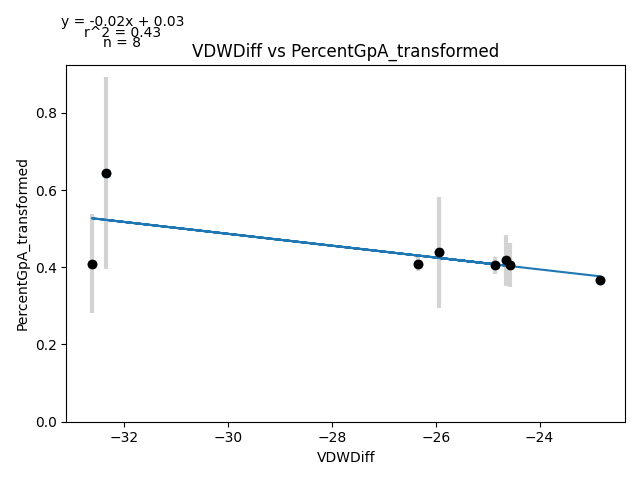 y = -0.02x + 0.03
r^2 = 0.43
n = 8
VDWDiff vs PercentGpA_transformed
PercentGpA_transformed
0.8
0.6
0.4
0.2
0.0
−32
−30
−28
−26
−24
VDWDiff